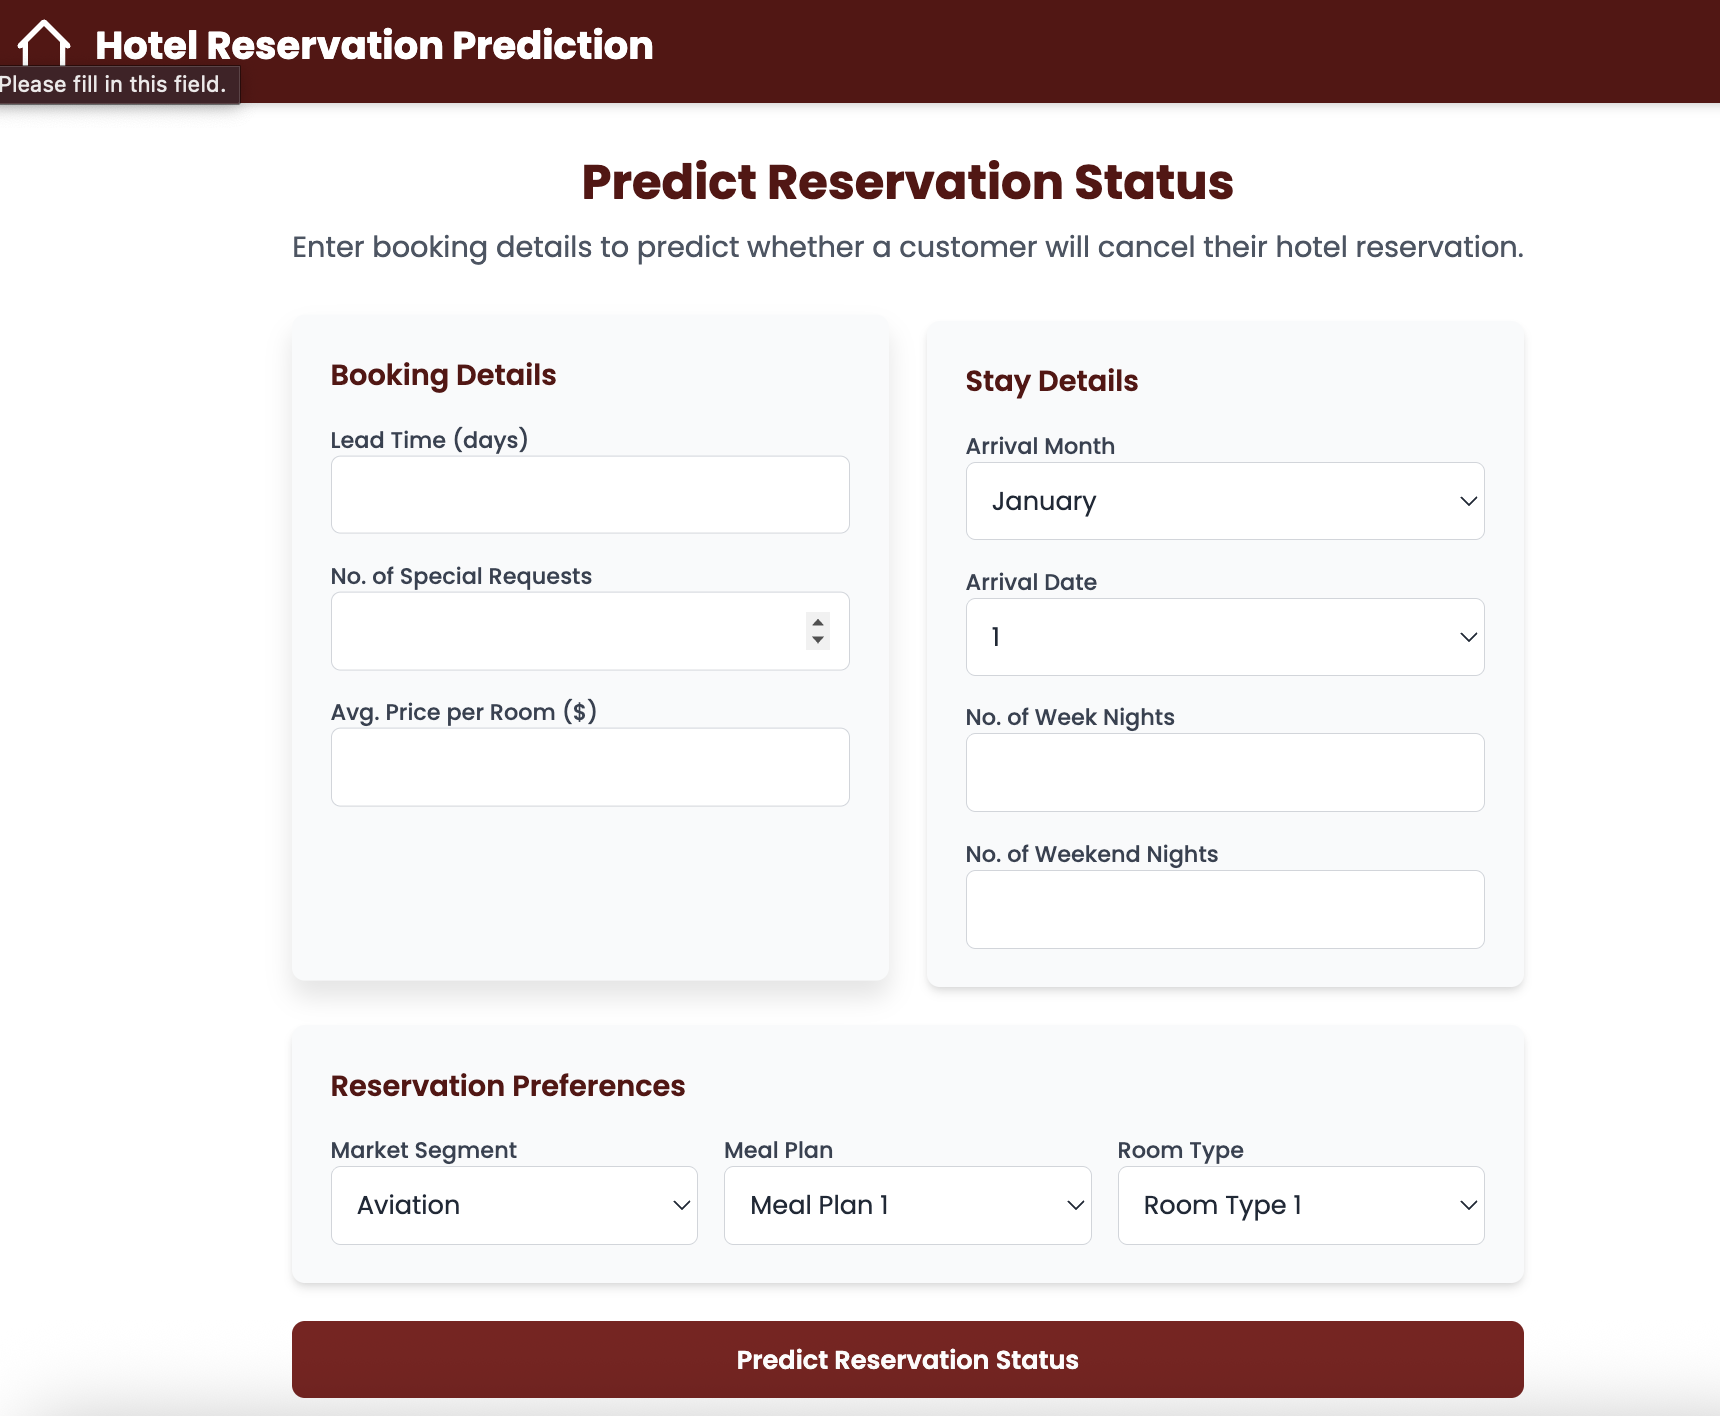 Hotel Reservation Prediction
Please fill in this field.
Predict Reservation Status
Enter booking details to predict whether a customer will cancel their hotel reservation.
Booking Details
Lead Time (days)
No. of Special Requests
Avg. Price per Room ($)
Stay Details
Arrival Month
January
Arrival Date
1
No. of Week Nights
No. of Weekend Nights
Reservation Preferences
Market Segment
Aviation
Meal Plan
Meal Plan 1
Room Type
Room Type 1
Predict Reservation Status